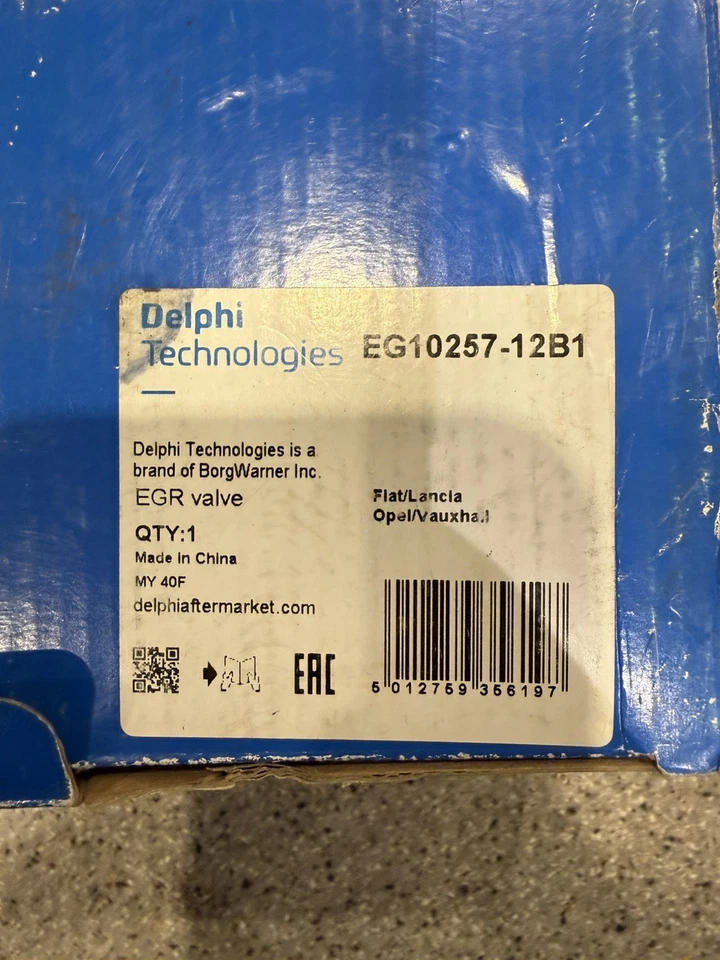 Delphi
Technologies
EG10257-12B1
Delphi Technologies is a
brand of BorgWarner Inc.
EGR valve
Fiat/Lancia
Opel/Vauxhall
QTY:1
Made in China
MY 40F
delphiaftermarket.com
EAC
5 012759 356197